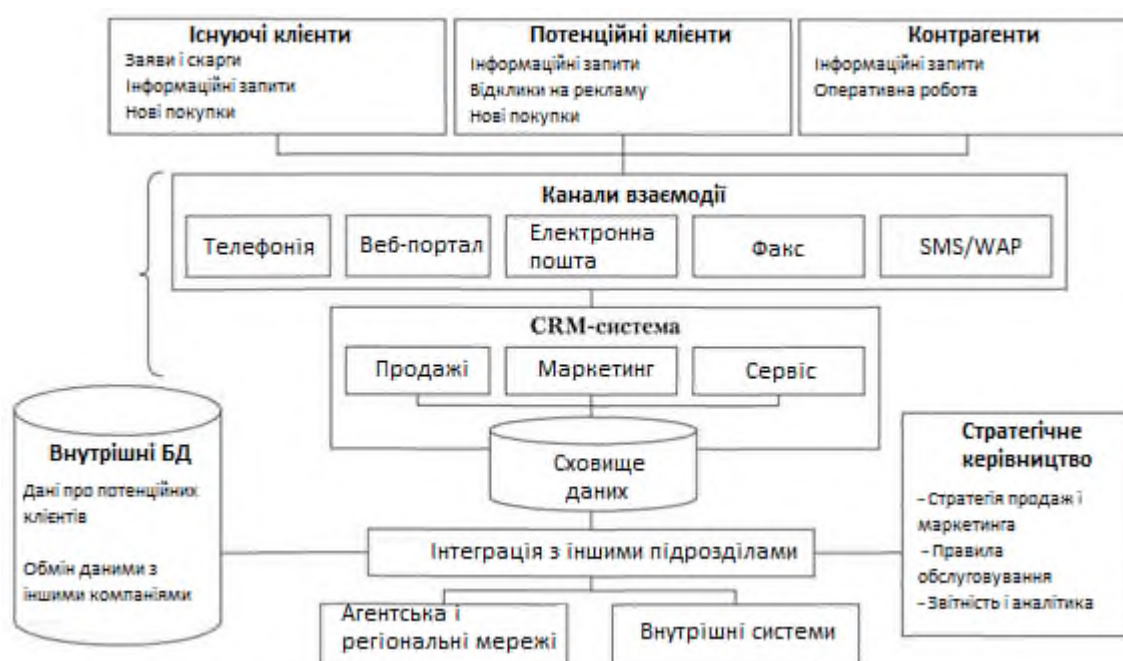 Існуючі клієнти
Заяви і скарги
Інформаційні запити
Нові покупки
Потенційні клієнти
Інформаційні запити
Відклики на рекламу
Нові покупки
Контрагенти
Інформаційні запити
Оперативна робота
Канали взаємодії
Телефонія
Веб-портал
Електронна
пошта
Факс
SMS/WAP
CRM-система
Продажі
Маркетинг
Сервіс
Сховище
даних
Внутрішні БД
Дані про потенційних
клієнтів
Обмін даними з
іншими компаніями
Стратегічне
керівництво
- Стратегія продаж і
маркетинга
- Правила
обслуговування
- Звітність і аналітика
Інтеграція з іншими підрозділами
Агентська і
регіональні мережі
Внутрішні системи